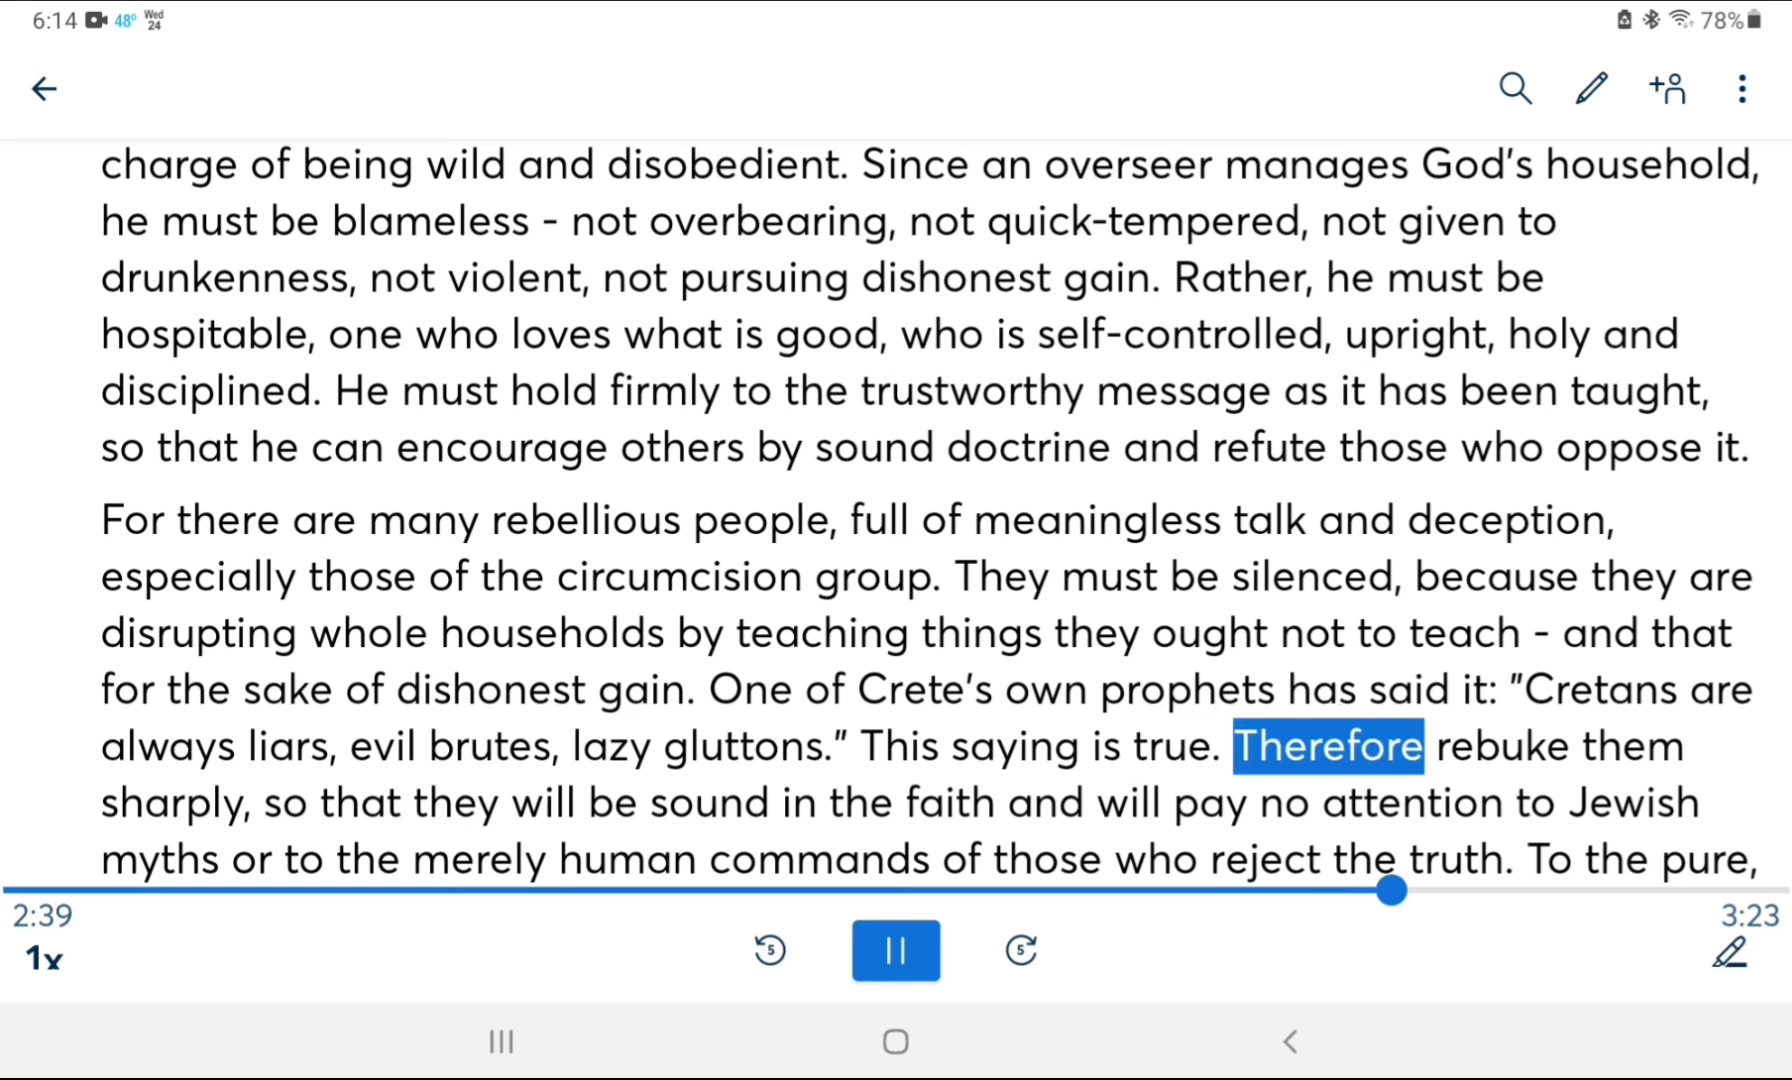 6:14 48° Wed 24 78%
charge of being wild and disobedient. Since an overseer manages God's household,
he must be blameless - not overbearing, not quick-tempered, not given to
drunkenness, not violent, not pursuing dishonest gain. Rather, he must be
hospitable, one who loves what is good, who is self-controlled, upright, holy and
disciplined. He must hold firmly to the trustworthy message as it has been taught,
so that he can encourage others by sound doctrine and refute those who oppose it.
For there are many rebellious people, full of meaningless talk and deception,
especially those of the circumcision group. They must be silenced, because they are
disrupting whole households by teaching things they ought not to teach - and that
for the sake of dishonest gain. One of Crete's own prophets has said it: "Cretans are
always liars, evil brutes, lazy gluttons." This saying is true. Therefore rebuke them
sharply, so that they will be sound in the faith and will pay no attention to Jewish
myths or to the merely human commands of those who reject the truth. To the pure,
2:39 3:23
1x 5 5